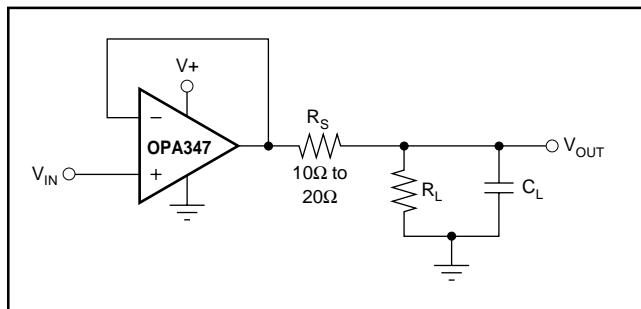 V+
R_S
−
OPA347
V_OUT
V_IN
+
10Ω to
20Ω
R_L
C_L